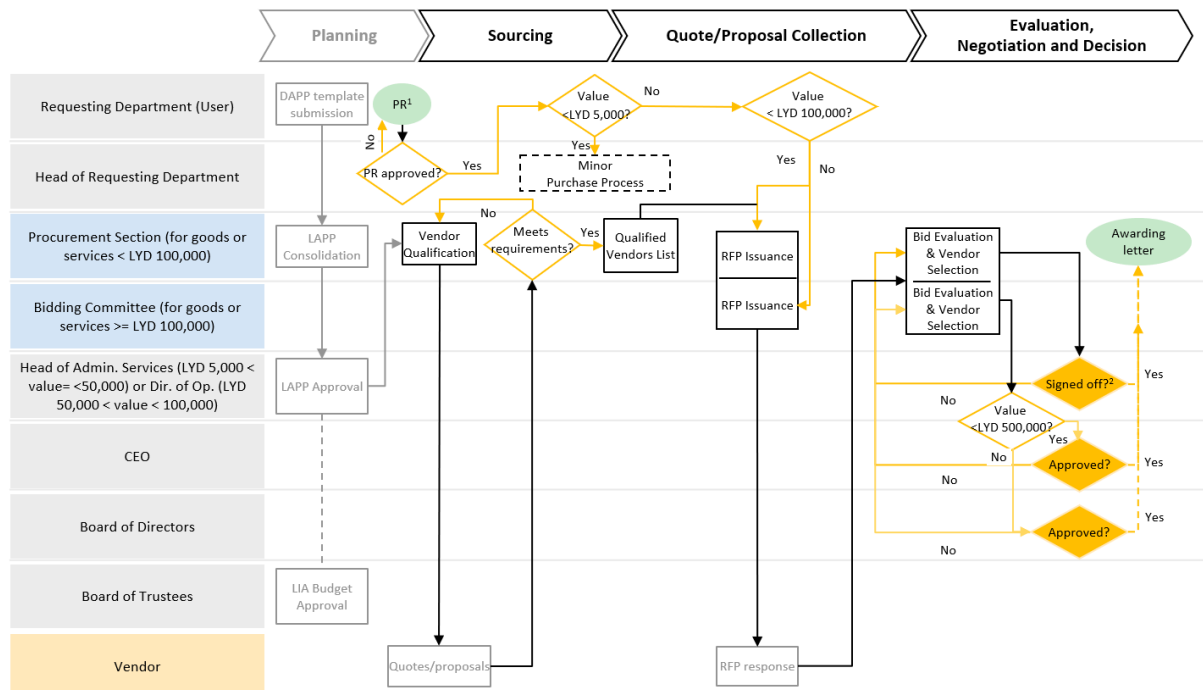 Planning
Sourcing
Quote/Proposal Collection
Evaluation,
Negotiation and Decision
Requesting Department (User)
DAPP template
submission
PR¹
Value
<LYD 5,000?
No
Value
< LYD 100,000?
No
Yes
Head of Requesting Department
PR approved?
Yes
Minor
Purchase Process
Yes
No
Procurement Section (for goods or
services < LYD 100,000)
LAPP
Consolidation
Vendor
Qualification
No
Meets
requirements?
Yes
Qualified
Vendors List
RFP Issuance
Bid Evaluation
& Vendor
Selection
Awarding
letter
Bidding Committee (for goods or
services >= LYD 100,000)
RFP Issuance
Bid Evaluation
& Vendor
Selection
Head of Admin. Services (LYD 5,000 <
value= <50,000) or Dir. of Op. (LYD
50,000 < value < 100,000)
LAPP Approval
Signed off?²
Yes
No
Value
<LYD 500,000?
Yes
No
CEO
Approved?
Yes
No
Board of Directors
Approved?
Yes
No
Board of Trustees
LIA Budget
Approval
Vendor
Quotes/proposals
RFP response